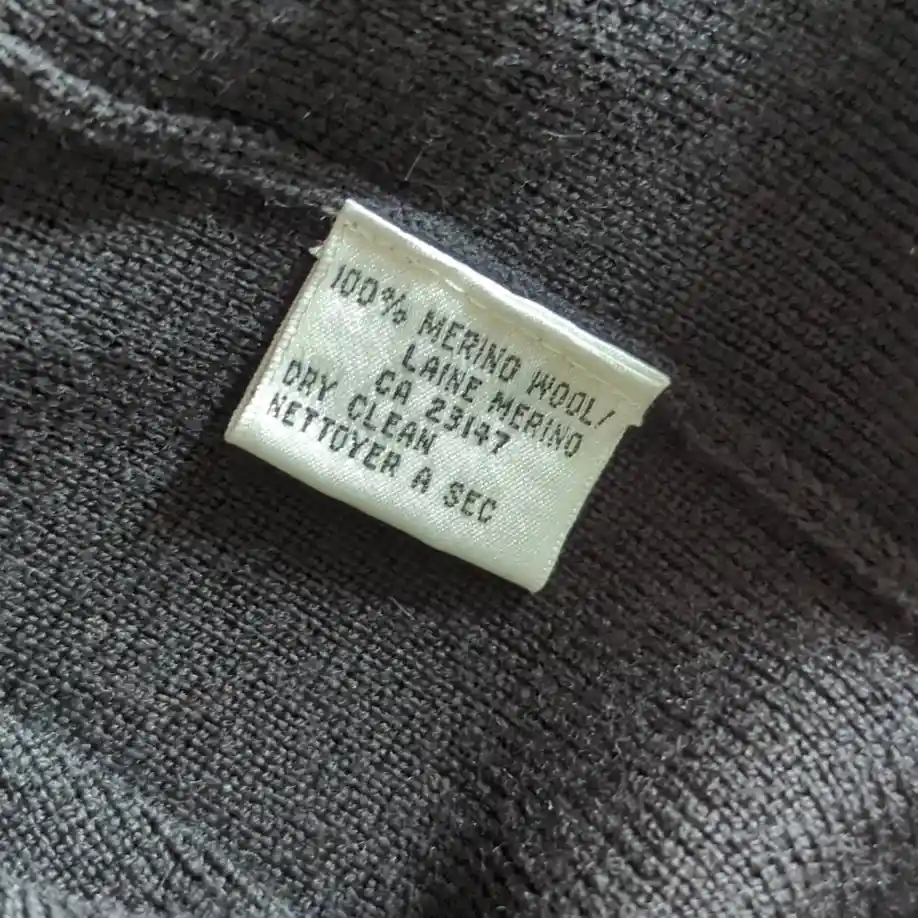 100% MERINO WOOL/
LAINE MERINO
CA 23147
DRY CLEAN
NETTOYER A SEC